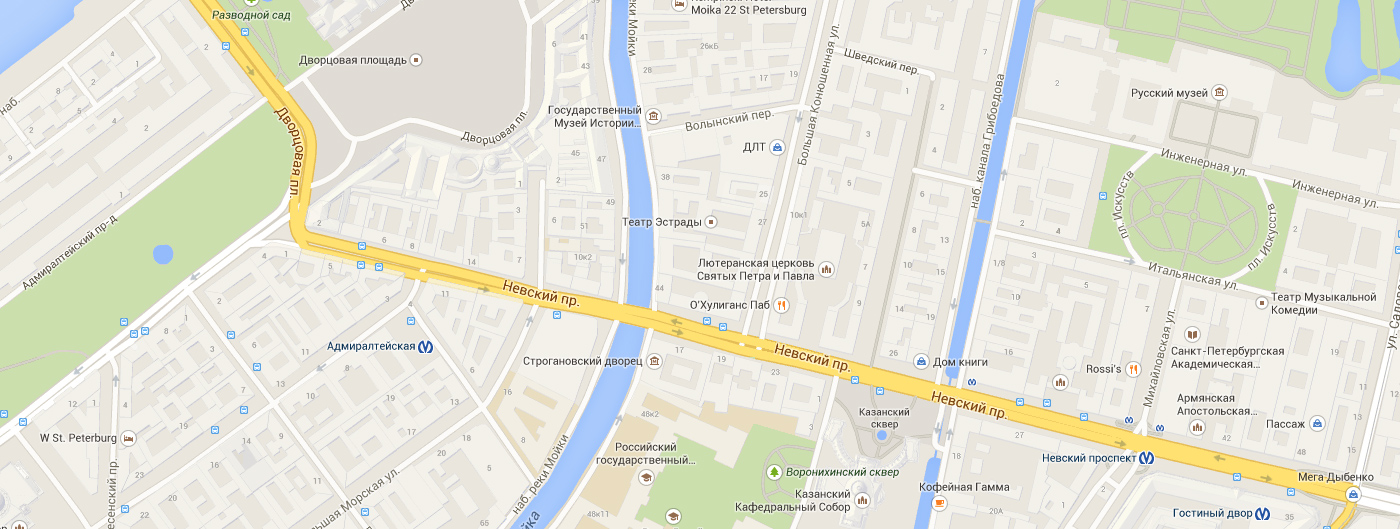 Разводной сад
Moika 22 St Petersburg
Дворцовая площадь
Шведский пер.
Русский музей
Большая Конюшенная ул.
наб. канала Грибоедова
Дворцовая пл.
Дворцовая пл.
Государственный
Музей Истории...
Волынский пер.
ДЛТ
Инженерная ул.
Инженерная ул.
пл. Искусств
пл. Искусств
Адмиралтейский пр-д
наб.
Театр Эстрады
Лютеранская церковь
Святых Петра и Павла
О'Хулиганс Паб
Итальянская ул.
Театр Музыкальной
Комедии
Невский пр.
Адмиралтейская
Строгановский дворец
Невский пр.
Дом книги
Rossi's
Михайловская ул.
Санкт-Петербургская
Академическая...
Невский пр.
Казанский
сквер
Армянская
Апостольская...
Пассаж
W St. Peterburg
Российский
государственный...
наб. реки Мойки
Невский проспект
Воронихинский сквер
Казанский
Кафедральный Собор
Кофейная Гамма
Мега Дыбенко
Гостиный двор